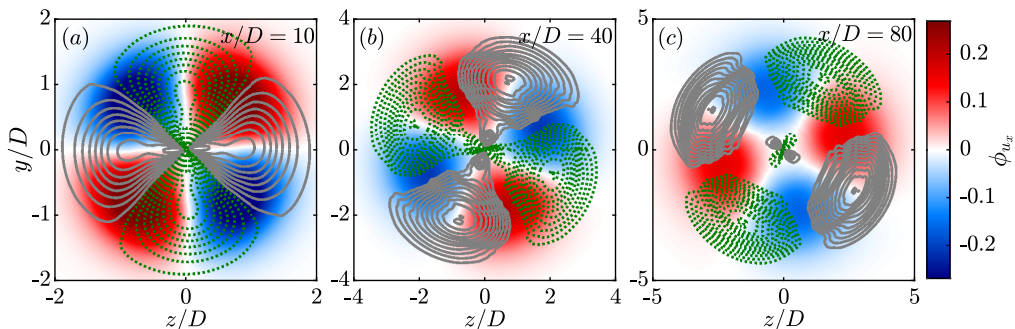 (a) x/D = 10
(b) x/D = 40
(c) x/D = 80
y/D
2
1
0
-1
-2
-2 0 2
z/D
4
2
0
-2
-4
-4 -2 0 2 4
z/D
5
0
-5
-5 0 5
z/D
0.2
0.1
0
-0.1
-0.2
ϕ_{u_x}